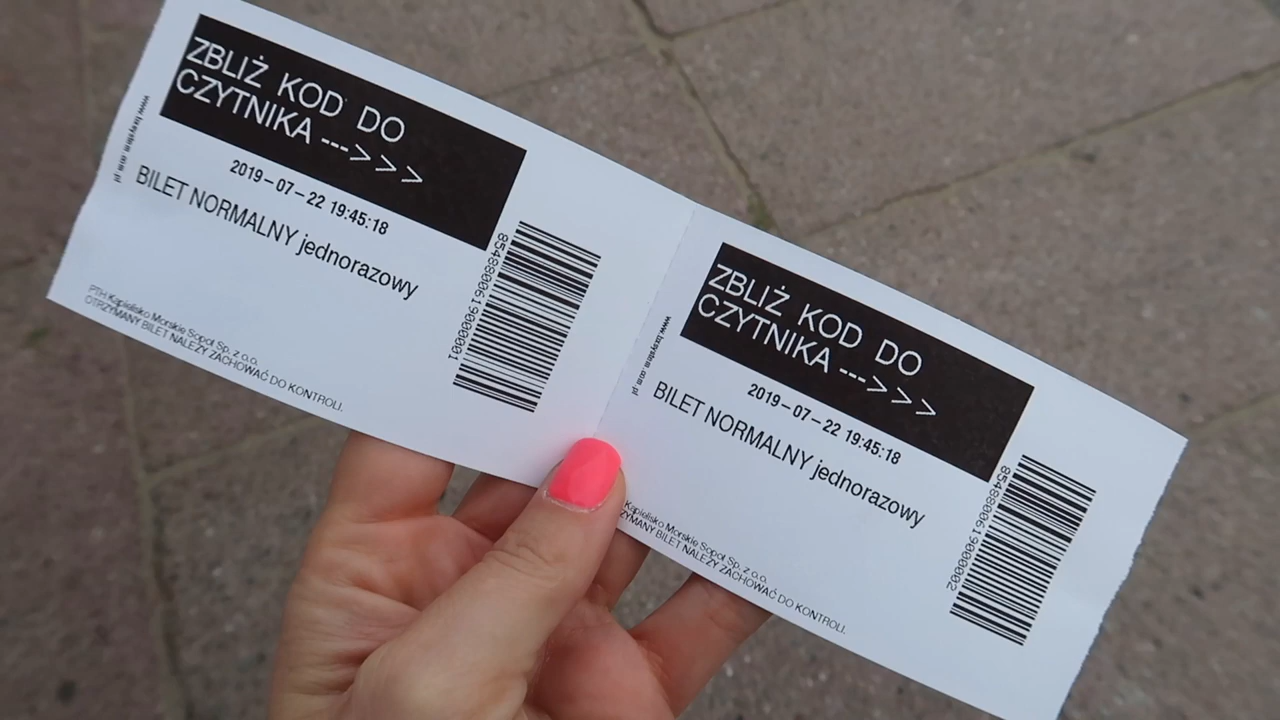 ZBLIŻ KOD DO
CZYTNIKA --->>>
2019-07-22 19:45:18
BILET NORMALNY jednorazowy
PTH Kąpielisko Morskie Sopot Sp. z o.o.
OTRZYMANY BILET NALEŻY ZACHOWAĆ DO KONTROLI.
8548800619000001
ZBLIŻ KOD DO
CZYTNIKA --->>>
2019-07-22 19:45:18
BILET NORMALNY jednorazowy
Kąpielisko Morskie Sopot Sp. z o.o.
ZYMANY BILET NALEŻY ZACHOWAĆ DO KONTROLI.
8548800619000002